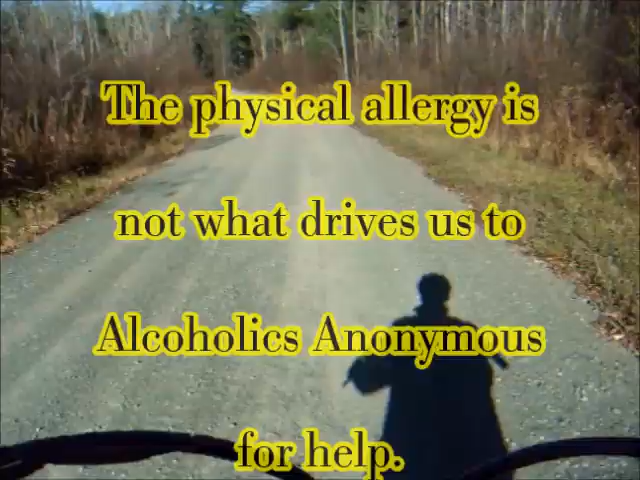 The physical allergy is
not what drives us to
Alcoholics Anonymous
for help.